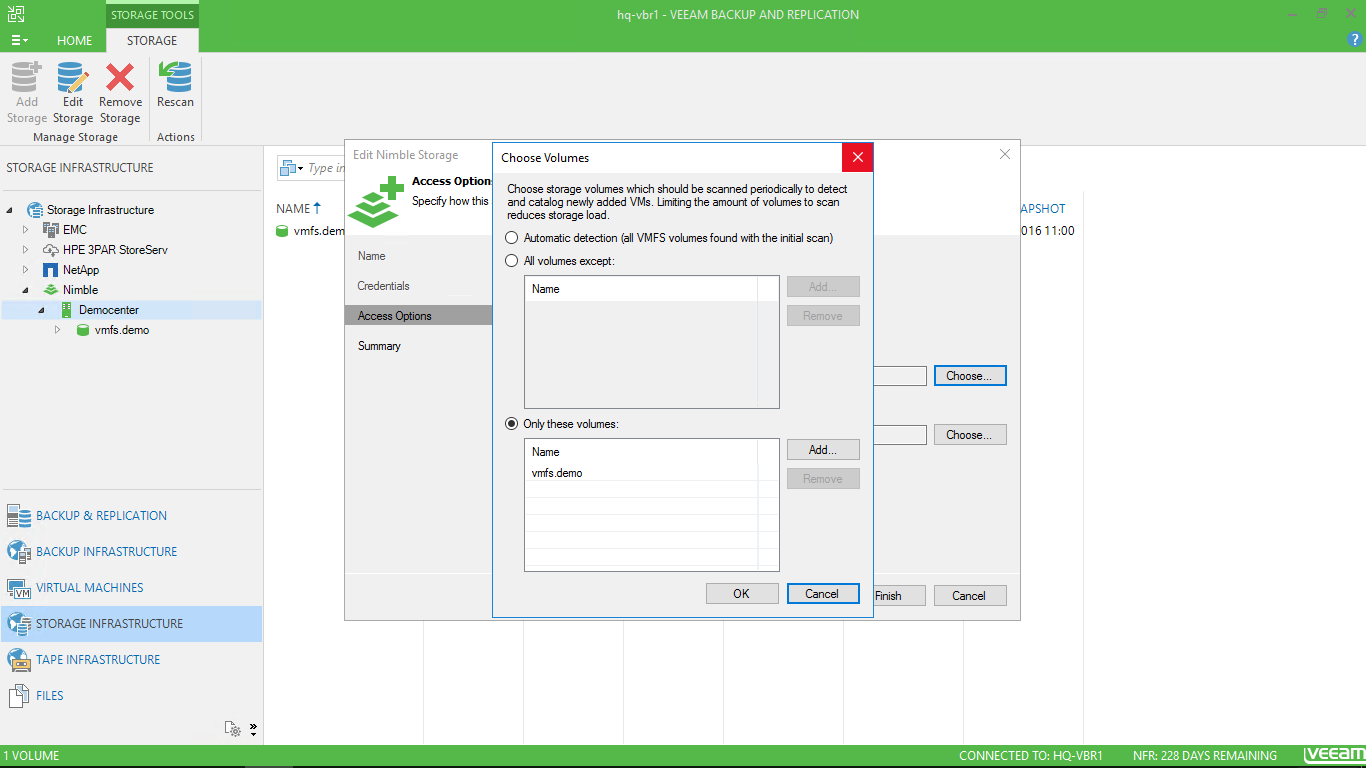 STORAGE TOOLS
hq-vbr1 - VEEAM BACKUP AND REPLICATION
HOME
STORAGE
?
Add Storage
Edit Storage
Remove Storage
Rescan
Manage Storage
Actions
STORAGE INFRASTRUCTURE
Storage Infrastructure
EMC
HPE 3PAR StoreServ
NetApp
Nimble
Democenter
vmfs.demo
BACKUP & REPLICATION
BACKUP INFRASTRUCTURE
VM
VIRTUAL MACHINES
STORAGE INFRASTRUCTURE
TAPE INFRASTRUCTURE
FILES
Type in
NAME
APSHOT
vmfs.dem
016 11:00
Edit Nimble Storage
Access Option
Specify how this
Name
Credentials
Access Options
Summary
Choose...
Choose...
Finish
Cancel
Choose Volumes
Choose storage volumes which should be scanned periodically to detect
and catalog newly added VMs. Limiting the amount of volumes to scan
reduces storage load.
Automatic detection (all VMFS volumes found with the initial scan)
All volumes except:
Name
Add...
Remove
Only these volumes:
Name
Add...
vmfs.demo
Remove
OK
Cancel
1 VOLUME
CONNECTED TO: HQ-VBR1
NFR: 228 DAYS REMAINING
veeam